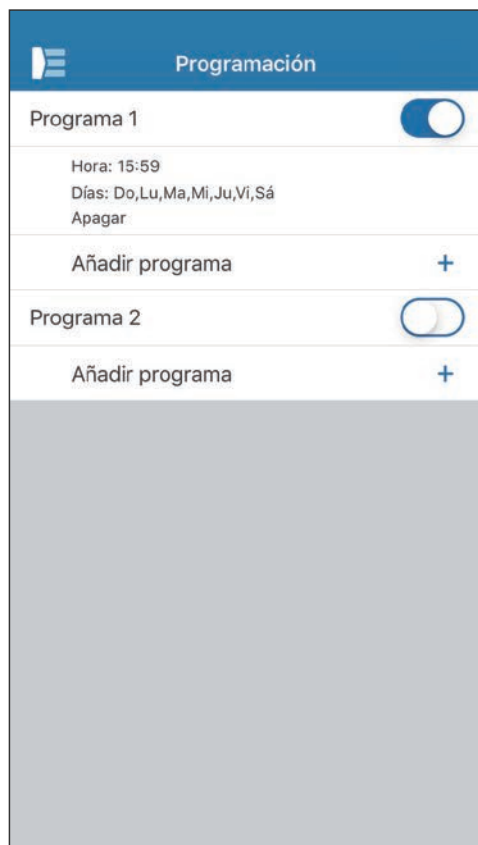 Programación
Programa 1
Hora: 15:59
Días: Do,Lu,Ma,Mi,Ju,Vi,Sá
Apagar
Añadir programa +
Programa 2
Añadir programa +